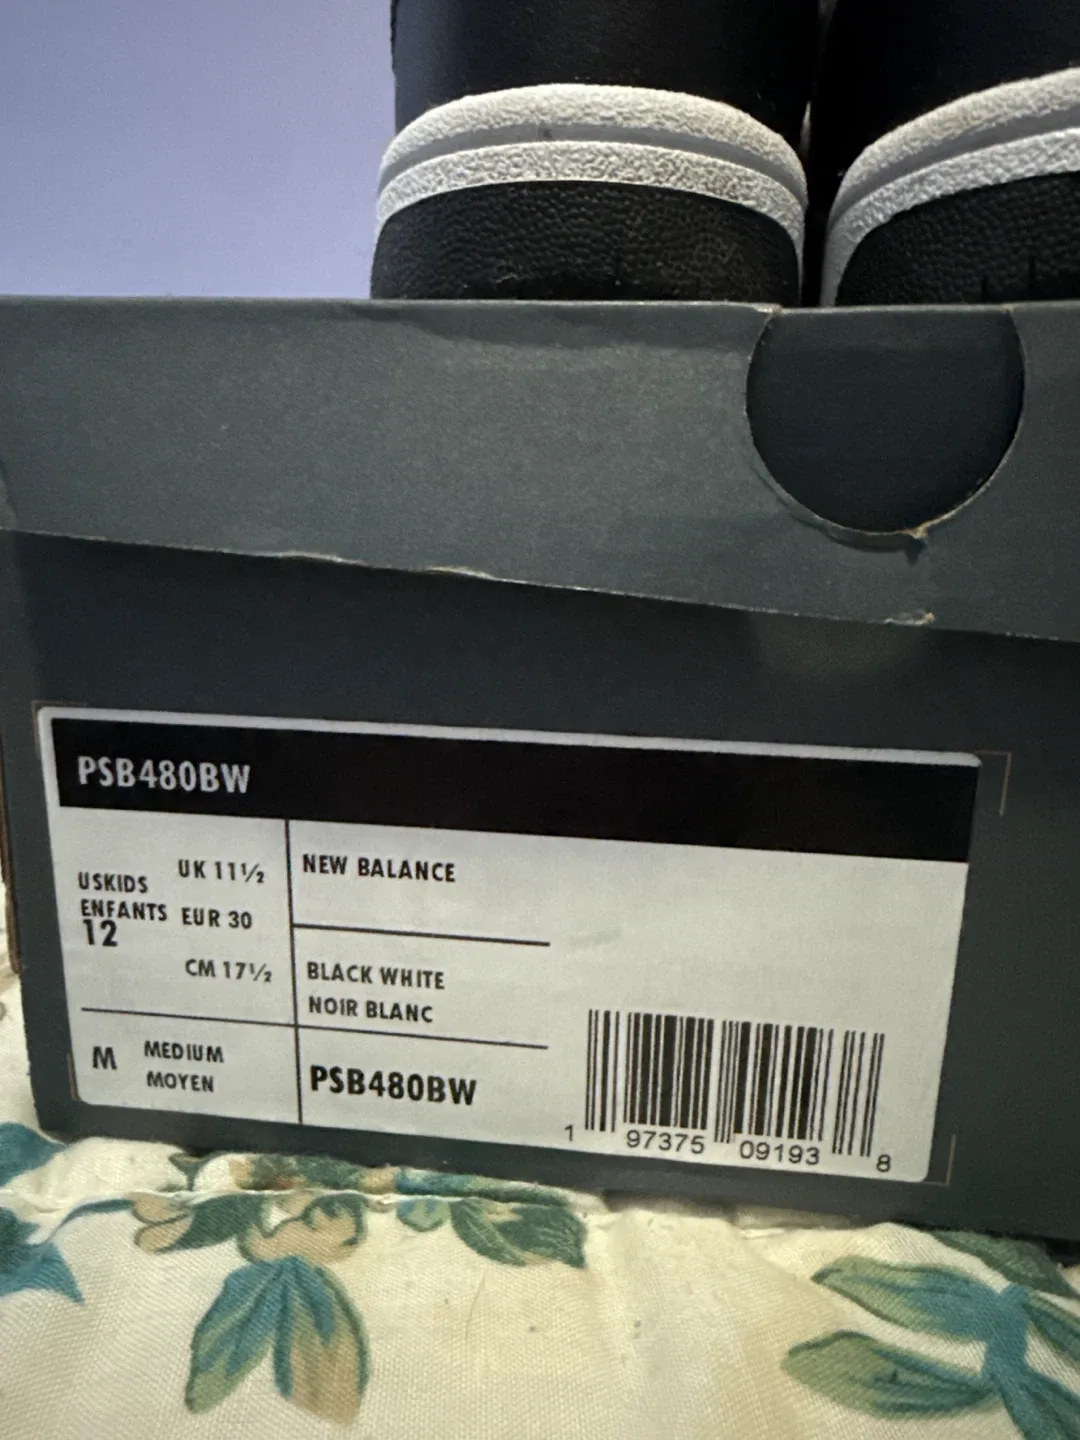 PSB480BW
USKIDS
ENFANTS
12
UK 11½
EUR 30
CM 17½
M
MEDIUM
MOYEN
NEW BALANCE
BLACK WHITE
NOIR BLANC
PSB480BW
1 97375 09193 8